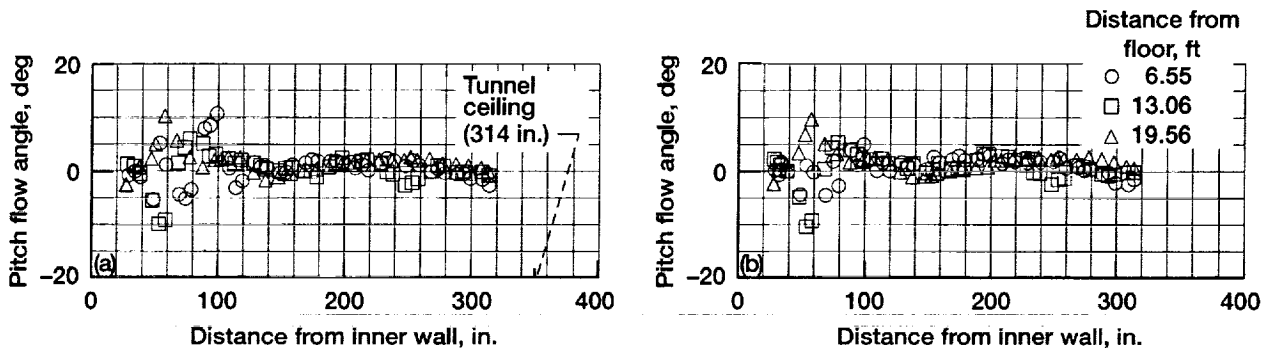 Pitch flow angle, deg
20
0
−20
(a)
Tunnel
ceiling
(314 in.)
0
100
200
300
400
Distance from inner wall, in.
Pitch flow angle, deg
20
0
−20
(b)
0
100
200
300
400
Distance from inner wall, in.
Distance from
floor, ft
6.55
13.06
19.56